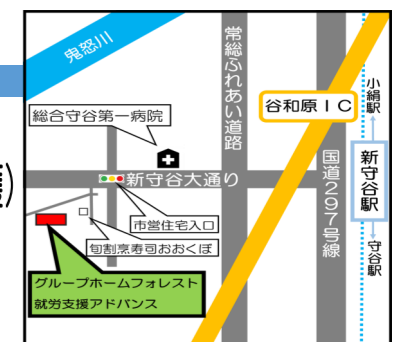 鬼怒川
常総ふれあい道路
総合守谷第一病院
谷和原IC
小絹駅
新守谷駅
守谷駅
国道297号線
新守谷大通り
市営住宅入口
旬割烹寿司おおくぼ
グループホームフォレスト
就労支援アドバンス